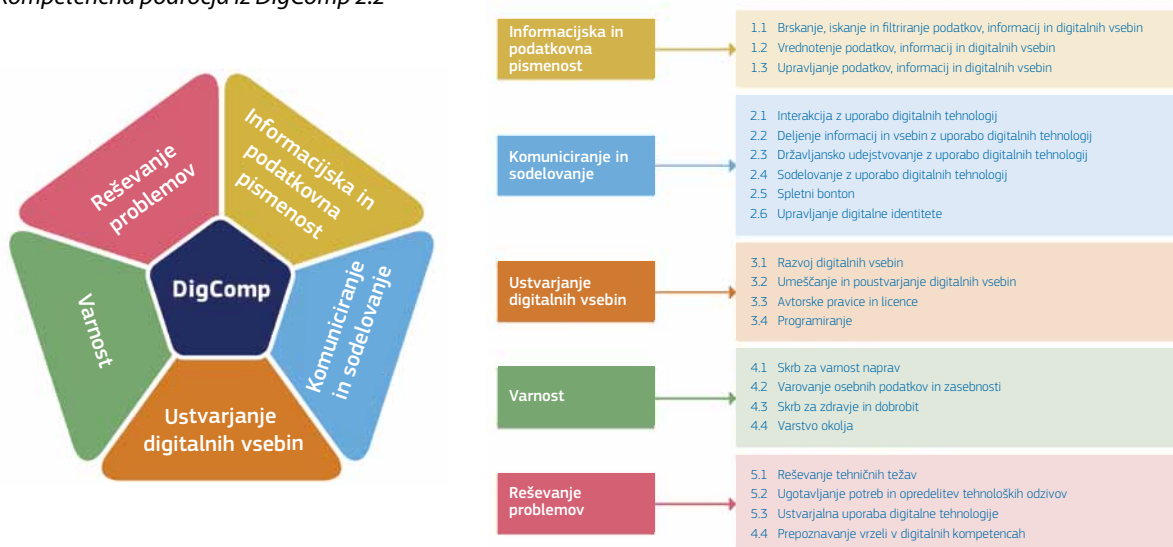 Kompetenčna področja iz DigComp 2.2
Reševanje
problemov
Informacijska in
podatkovna
pismenost
Varnost
DigComp
Komuniciranje
in sodelovanje
Ustvarjanje
digitalnih vsebin
Informacijska in
podatkovna
pismenost
1.1 Brskanje, iskanje in filtriranje podatkov, informacij in digitalnih vsebin
1.2 Vrednotenje podatkov, informacij in digitalnih vsebin
1.3 Upravljanje podatkov, informacij in digitalnih vsebin
Komuniciranje in
sodelovanje
2.1 Interakcija z uporabo digitalnih tehnologij
2.2 Deljenje informacij in vsebin z uporabo digitalnih tehnologij
2.3 Državljansko udejstvovanje z uporabo digitalnih tehnologij
2.4 Sodelovanje z uporabo digitalnih tehnologij
2.5 Spletni bonton
2.6 Upravljanje digitalne identitete
Ustvarjanje
digitalnih vsebin
3.1 Razvoj digitalnih vsebin
3.2 Umeščanje in poustvarjanje digitalnih vsebin
3.3 Avtorske pravice in licence
3.4 Programiranje
Varnost
4.1 Skrb za varnost naprav
4.2 Varovanje osebnih podatkov in zasebnosti
4.3 Skrb za zdravje in dobrobit
4.4 Varstvo okolja
Reševanje
problemov
5.1 Reševanje tehničnih težav
5.2 Ugotavljanje potreb in opredelitev tehnoloških odzivov
5.3 Ustvarjalna uporaba digitalne tehnologije
4.4 Prepoznavanje vrzeli v digitalnih kompetencah